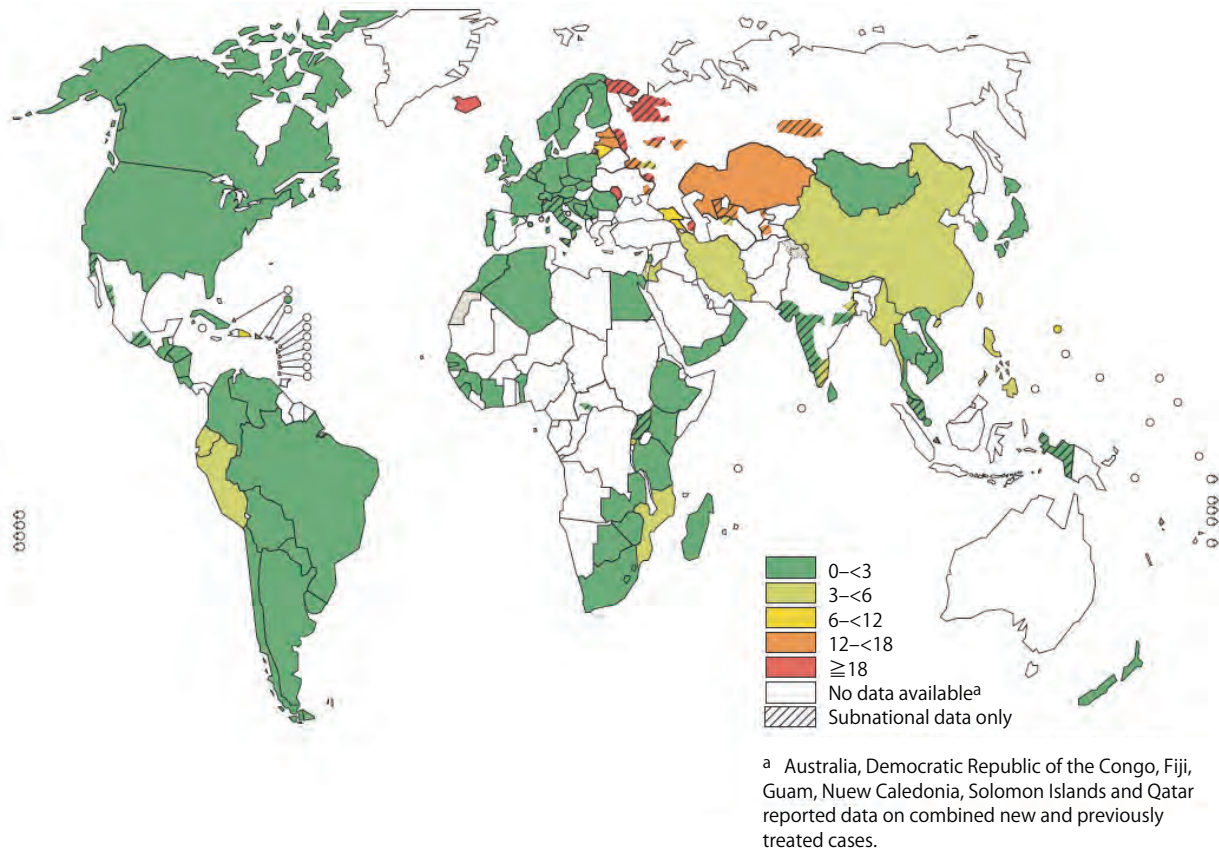 0–<3
3–<6
6–<12
12–<18
≧18
No data availableᵃ
Subnational data only
ᵃ Australia, Democratic Republic of the Congo, Fiji,
Guam, Nuew Caledonia, Solomon Islands and Qatar
reported data on combined new and previously
treated cases.